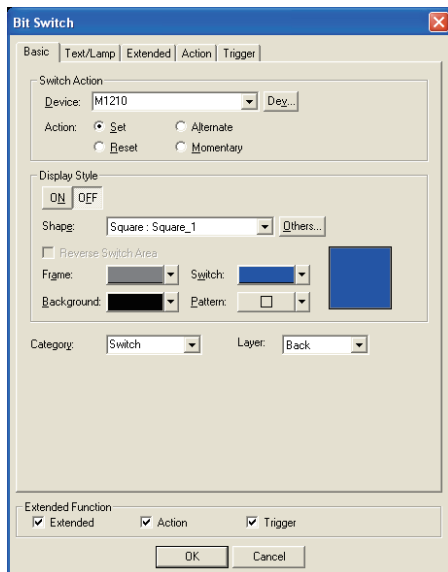 Bit Switch
Basic Text/Lamp Extended Action Trigger
Switch Action
Device: M1210 Dev...
Action: Set Alternate
Reset Momentary
Display Style
ON OFF
Shape: Square : Square_1 Others...
Reverse Switch Area
Frame: Switch:
Background: Pattern:
Category: Switch Layer: Back
Extended Function
Extended Action Trigger
OK Cancel